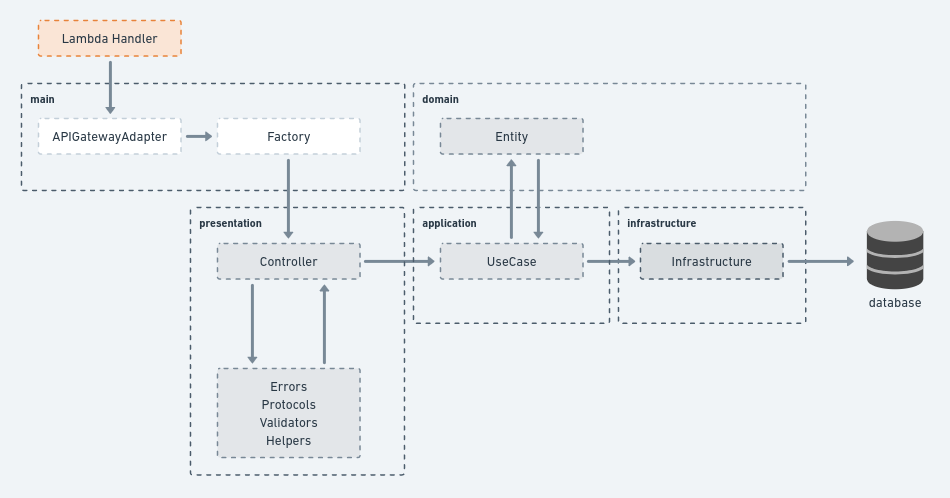 Lambda Handler
main
APIGatewayAdapter
Factory
domain
Entity
presentation
Controller
Errors
Protocols
Validators
Helpers
application
UseCase
infrastructure
Infrastructure
database